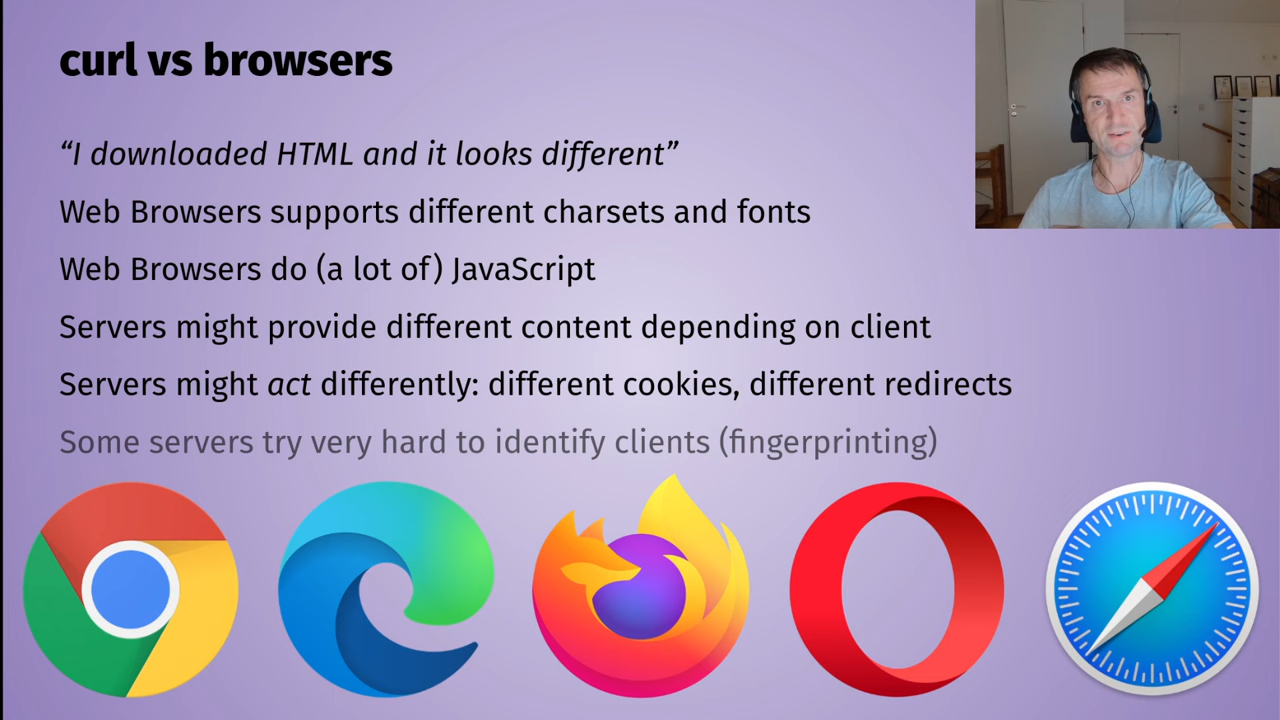 curl vs browsers
“I downloaded HTML and it looks different”
Web Browsers supports different charsets and fonts
Web Browsers do (a lot of) JavaScript
Servers might provide different content depending on client
Servers might act differently: different cookies, different redirects
Some servers try very hard to identify clients (fingerprinting)